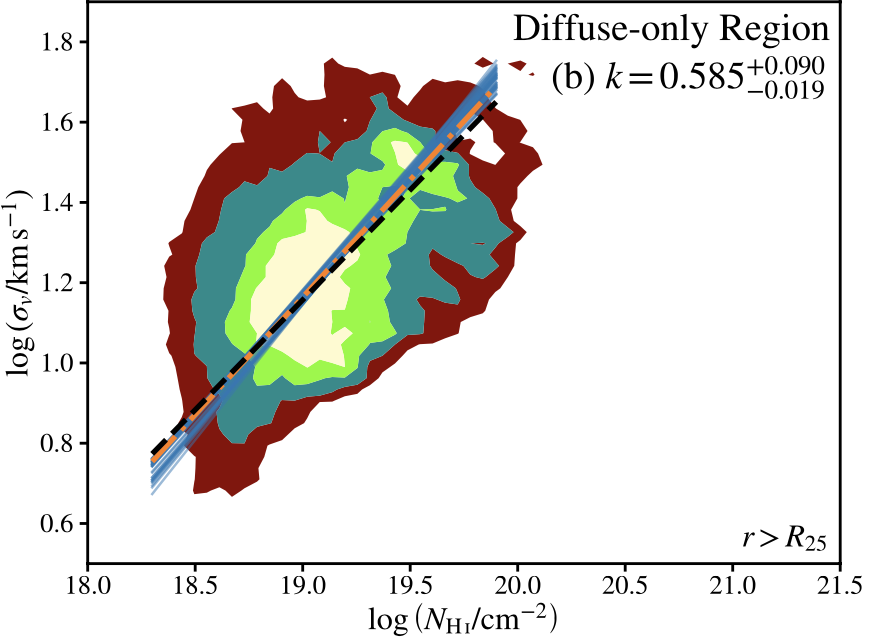 Diffuse-only Region
(b) k = 0.585^{+0.090}_{-0.019}
1.8
1.6
1.4
1.2
1.0
0.8
0.6
log (σ_v/km s^{−1})
r > R_{25}
18.0 18.5 19.0 19.5 20.0 20.5 21.0 21.5
log (N_{H I}/cm^{−2})